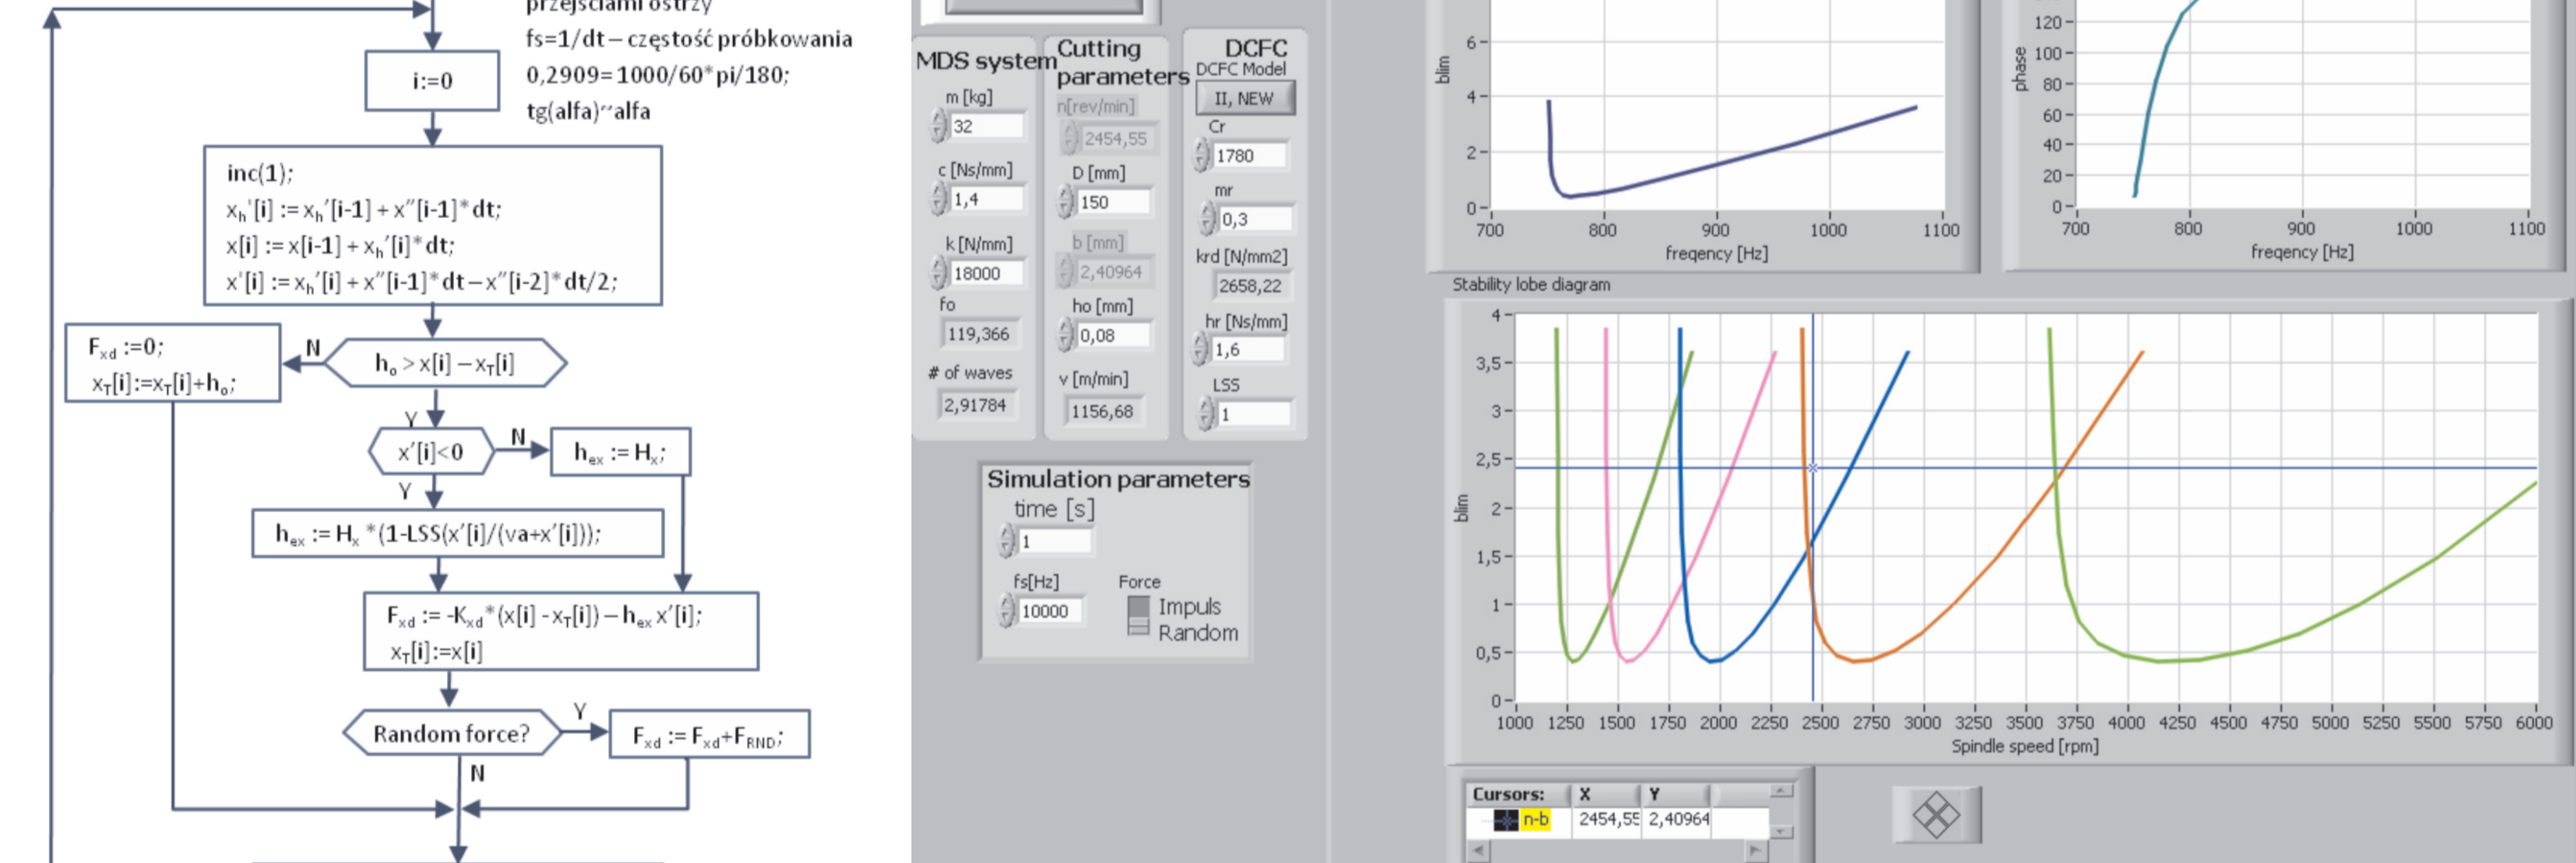 przejściami ostrzy
fs=1/dt – częstość próbkowania
0,2909=1000/60*pi/180;
tg(alfa)~alfa
i:=0
inc(1);
xh'[i] := xh'[i-1] + x''[i-1]*dt;
x[i] := x[i-1] + xh'[i]*dt;
x'[i] := xh'[i] + x''[i-1]*dt – x''[i-2]*dt/2;
ho > x[i] – xT[i]
N
Fxd :=0;
xT[i]:=xT[i]+ho;
Y
x'[i]<0
N
hex := Hx;
Y
hex := Hx *(1-LSS(x'[i]/(va+x'[i]));
Fxd := -Kxd*(x[i] -xT[i]) – hex x'[i];
xT[i]:=x[i]
Random force?
Y
Fxd := Fxd+FRND;
N
MDS system
m [kg]
32
c [Ns/mm]
1,4
k [N/mm]
18000
fo
119,366
# of waves
2,91784
Cutting
parameters
n[rev/min]
2454,55
D [mm]
150
b [mm]
2,40964
ho [mm]
0,08
v [m/min]
1156,68
DCFC
DCFC Model
II, NEW
Cr
1780
mr
0,3
krd [N/mm2]
2658,22
hr [Ns/mm]
1,6
LSS
1
Simulation parameters
time [s]
1
fs[Hz]
10000
Force
Impuls
Random
blim
6
4
2
0
700 800 900 1000 1100
freqency [Hz]
phase
120
100
80
60
40
20
0
700 800 900 1000 1100
freqency [Hz]
Stability lobe diagram
blim
4
3,5
3
2,5
2
1,5
1
0,5
0
1000 1250 1500 1750 2000 2250 2500 2750 3000 3250 3500 3750 4000 4250 4500 4750 5000 5250 5500 5750 6000
Spindle speed [rpm]
Cursors: X Y
n-b 2454,55 2,40964